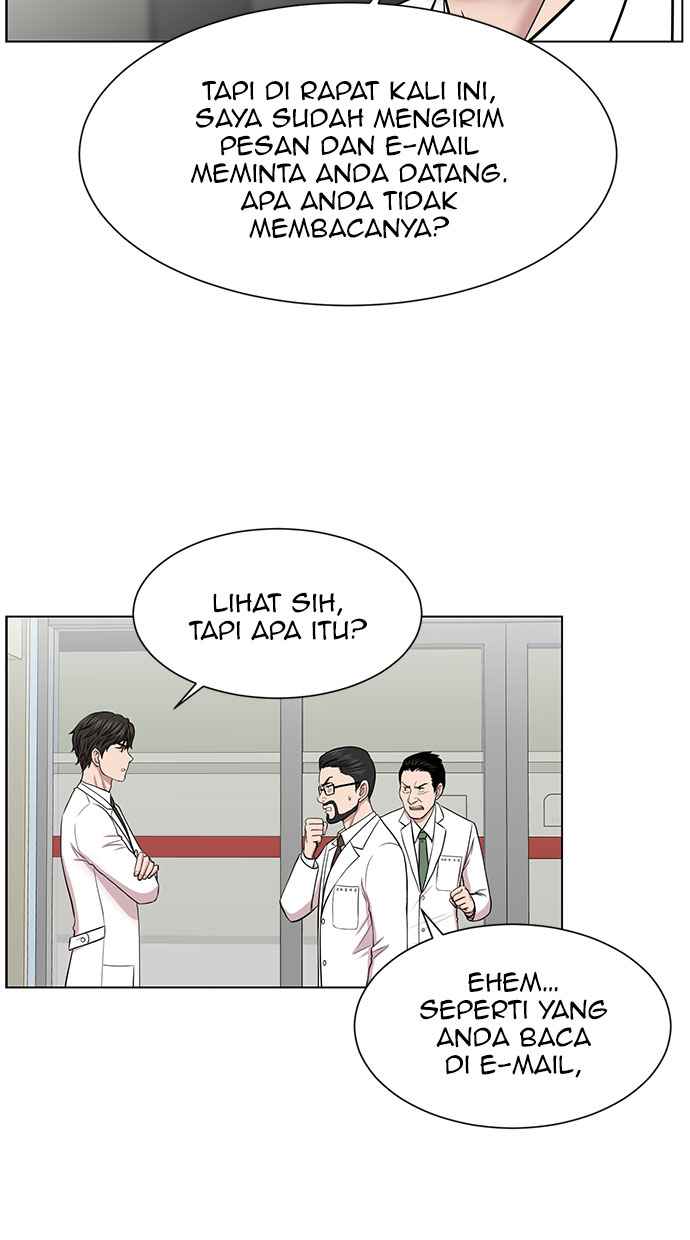 TAPI DI RAPAT KALI INI,
SAYA SUDAH MENGIRIM
PESAN DAN E-MAIL
MEMINTA ANDA DATANG.
APA ANDA TIDAK
MEMBACANYA?
LIHAT SIH,
TAPI APA ITU?
EHEM...
SEPERTI YANG
ANDA BACA
DI E-MAIL,